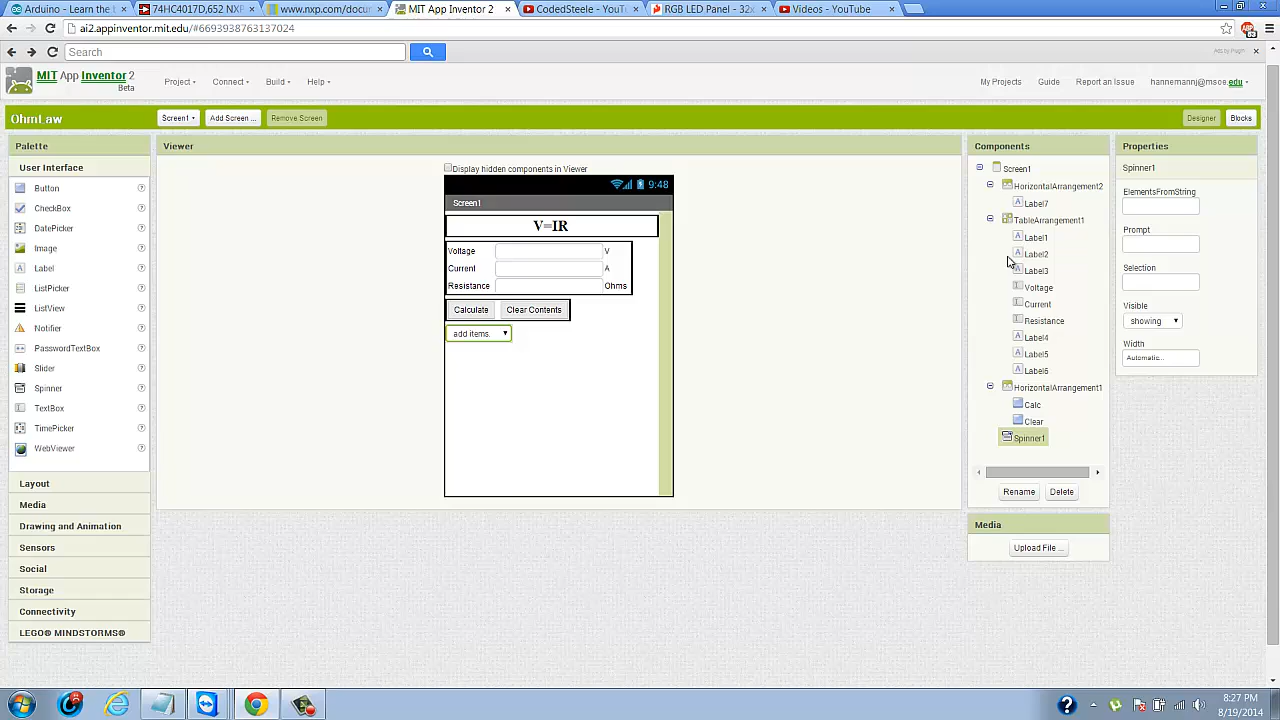 Arduino - Learn the t
74HC4017D,652 NXP
www.nxp.com/docum
MIT App Inventor 2
CodedSteele - YouTu
RGB LED Panel - 32x
Videos - YouTube
ai2.appinventor.mit.edu/#6693938763137024
Search
Ads by Plugin
MIT App Inventor 2
Beta
Project
Connect
Build
Help
My Projects
Guide
Report an Issue
hannemannj@msoe.edu
OhmLaw
Screen1
Add Screen ...
Remove Screen
Designer
Blocks
Palette
User Interface
Button
CheckBox
DatePicker
Image
Label
ListPicker
ListView
Notifier
PasswordTextBox
Slider
Spinner
TextBox
TimePicker
WebViewer
Layout
Media
Drawing and Animation
Sensors
Social
Storage
Connectivity
LEGO® MINDSTORMS®
Viewer
Display hidden components in Viewer
9:48
Screen1
V=IR
Voltage V
Current A
Resistance Ohms
Calculate
Clear Contents
add items.
Components
Screen1
HorizontalArrangement2
Label7
TableArrangement1
Label1
Label2
Label3
Voltage
Current
Resistance
Label4
Label5
Label6
HorizontalArrangement1
Calc
Clear
Spinner1
Rename
Delete
Media
Upload File ...
Properties
Spinner1
ElementsFromString
Prompt
Selection
Visible
showing
Width
Automatic...
8:27 PM
8/19/2014